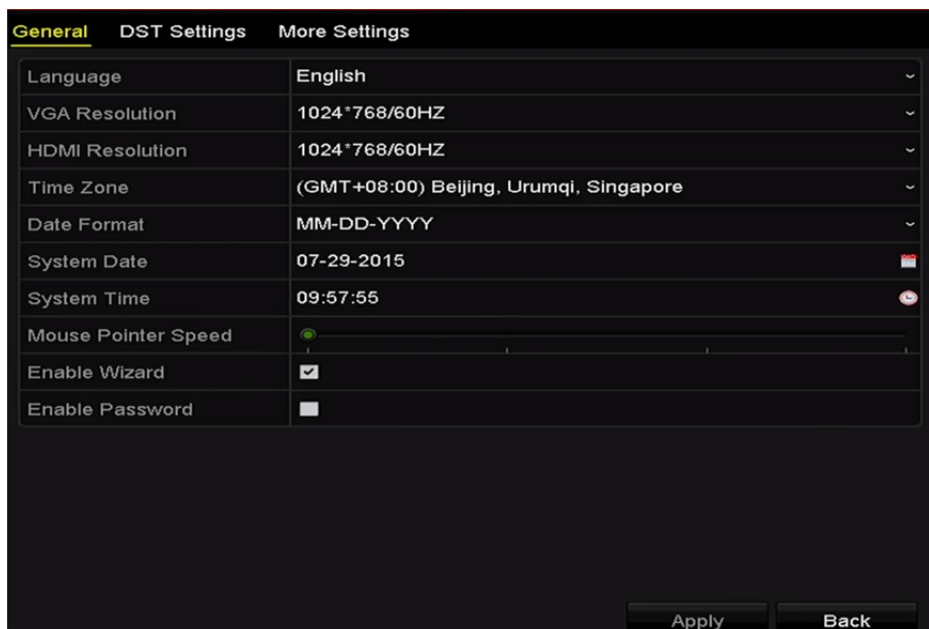 General DST Settings More Settings
Language English
VGA Resolution 1024*768/60HZ
HDMI Resolution 1024*768/60HZ
Time Zone (GMT+08:00) Beijing, Urumqi, Singapore
Date Format MM-DD-YYYY
System Date 07-29-2015
System Time 09:57:55
Mouse Pointer Speed
Enable Wizard
Enable Password
Apply Back